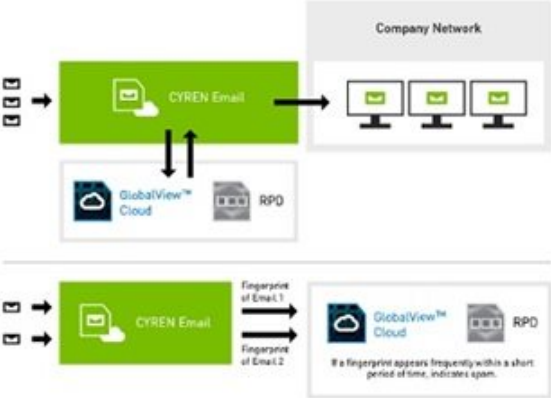 Company Network
CYREN Email
GlobalView™
Cloud
RPD
CYREN Email
Fingerprint
of Email 1
Fingerprint
of Email 2
GlobalView™
Cloud
RPD
If a fingerprint appears frequently within a short
period of time, indicates spam.